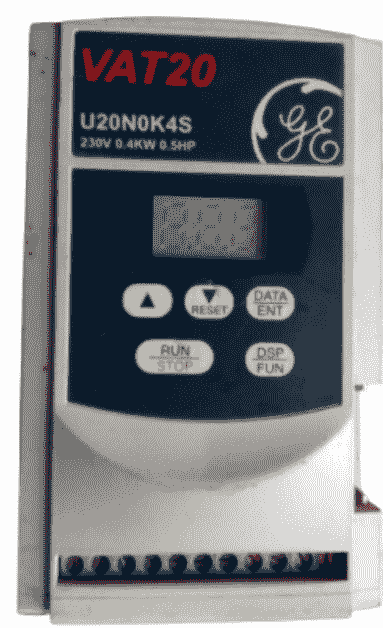 VAT20
U20N0K4S
230V 0.4KW 0.5HP
GE
▲
▼
RESET
DATA
ENT
RUN
STOP
DSP
FUN